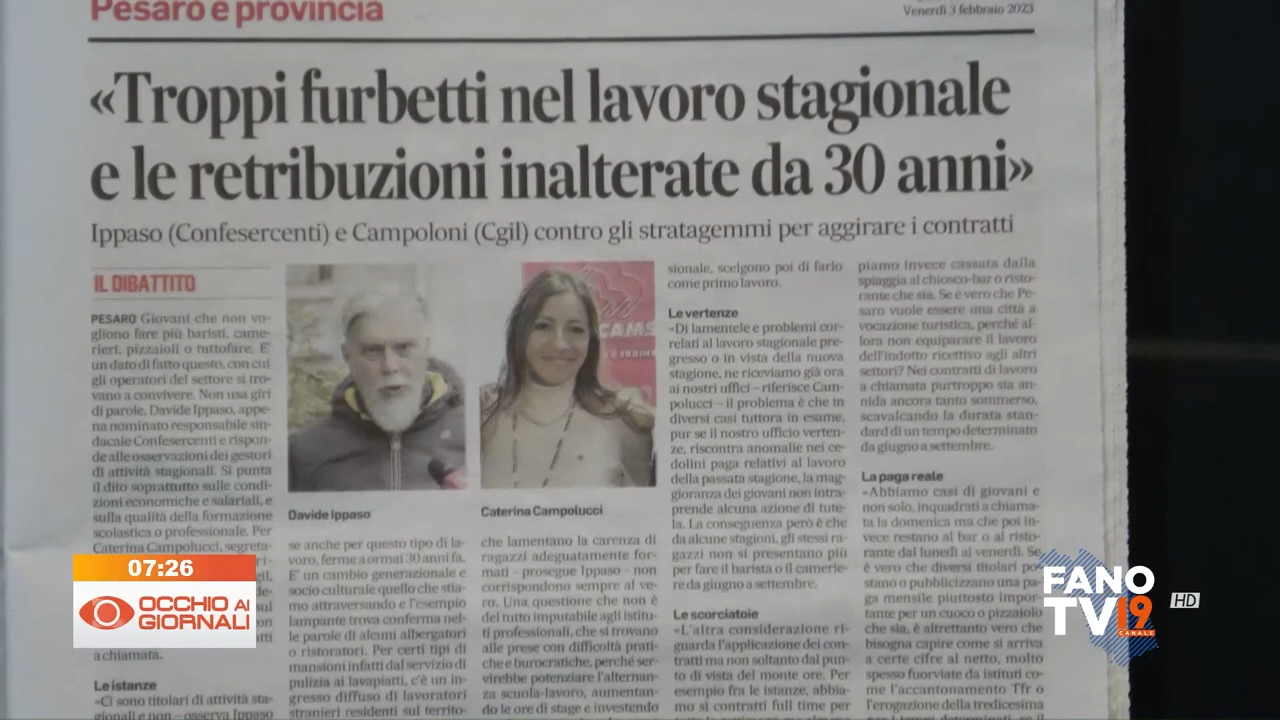 Pesaro e provincia
Venerdì 3 febbraio 2023
«Troppi furbetti nel lavoro stagionale
e le retribuzioni inalterate da 30 anni»
Ippaso (Confesercenti) e Campoloni (Cgil) contro gli stratagemmi per aggirare i contratti
IL DIBATTITO
PESARO Giovani che non vo-
gliono fare più baristi, came-
rieri, pizzaioli o tuttofare. E'
un dato di fatto questo, con cui
gli operatori del settore si tro-
vano a convivere. Non usa giri
di parole, Davide Ippaso, appe-
na nominato responsabile sin-
dacale Confesercenti e rispon-
de alle osservazioni dei gestori
di attività stagionali. Si punta
il dito soprattutto sulle condi-
zioni economiche e salariali, e
sulla qualità della formazione
scolastica o professionale. Per
Caterina Campolucci, segreta-
a chiamata.
Le istanze
«Ci sono titolari di attività sta-
gionali e non – osserva Ippaso
CAMS
Davide Ippaso
Caterina Campolucci
se anche per questo tipo di la-
voro, ferme a ormai 30 anni fa.
E' un cambio generazionale e
socio culturale quello che stia-
mo attraversando e l'esempio
lampante trova conferma nel-
le parole di alcuni albergatori
o ristoratori. Per certi tipi di
mansioni infatti dal servizio di
pulizia ai lavapiatti, c'è un in-
gresso diffuso di lavoratori
stranieri residenti sul territo-
che lamentano la carenza di
ragazzi adeguatamente for-
mati – prosegue Ippaso - non
corrispondono sempre al ve-
ro. Una questione che non è
del tutto imputabile agli istitu-
ti professionali, che si trovano
alle prese con difficoltà prati-
che e burocratiche, perché ser-
virebbe potenziare l'alternan-
za scuola-lavoro, aumentan-
do le ore di stage e investendo
sionale, scelgono poi di farlo
come primo lavoro.
Le vertenze
«Di lamentele e problemi cor-
relati al lavoro stagionale pre-
gresso o in vista della nuova
stagione, ne riceviamo già ora
ai nostri uffici – riferisce Cam-
polucci – il problema è che in
diversi casi tuttora in esame,
pur se il nostro ufficio verten-
ze, riscontra anomalie nei ce-
dolini paga relativi al lavoro
della passata stagione, la mag-
gioranza dei giovani non intra-
prende alcuna azione di tute-
la. La conseguenza però è che
da alcune stagioni, gli stessi ra-
gazzi non si presentano più
per fare il barista o il camerie-
re da giugno a settembre.
Le scorciatoie
«L'altra considerazione ri-
guarda l'applicazione dei con-
tratti ma non soltanto dal pun-
to di vista del monte ore. Per
esempio fra le istanze, abbia-
mo sì contratti full time per
piamo invece cassata dalla
spiaggia al chiosco-bar o risto-
rante che sia. Se è vero che Pe-
saro vuole essere una città a
vocazione turistica, perché al-
lora non equiparare il lavoro
dell'indotto ricettivo agli altri
settori? Nei contratti di lavoro
a chiamata purtroppo sia an-
nida ancora tanto sommerso,
scavalcando la durata stan-
dard di un tempo determinato
da giugno a settembre.
La paga reale
«Abbiamo casi di giovani e
non solo, inquadrati a chiama-
ta la domenica ma che poi in-
vece restano al bar o al risto-
rante dal lunedì al venerdì. Se
è vero che diversi titolari po-
stano o pubblicizzano una pa-
ga mensile piuttosto impor-
tante per un cuoco o pizzaiolo
che sia, è altrettanto vero che
bisogna capire come si arriva
a certe cifre al netto, molto
spesso fuorviate da istituti co-
me l'accantonamento Tfr o
l'erogazione della tredicesima
07:26
OCCHIO AI
GIORNALI
FANO
TV 19
CANALE
HD